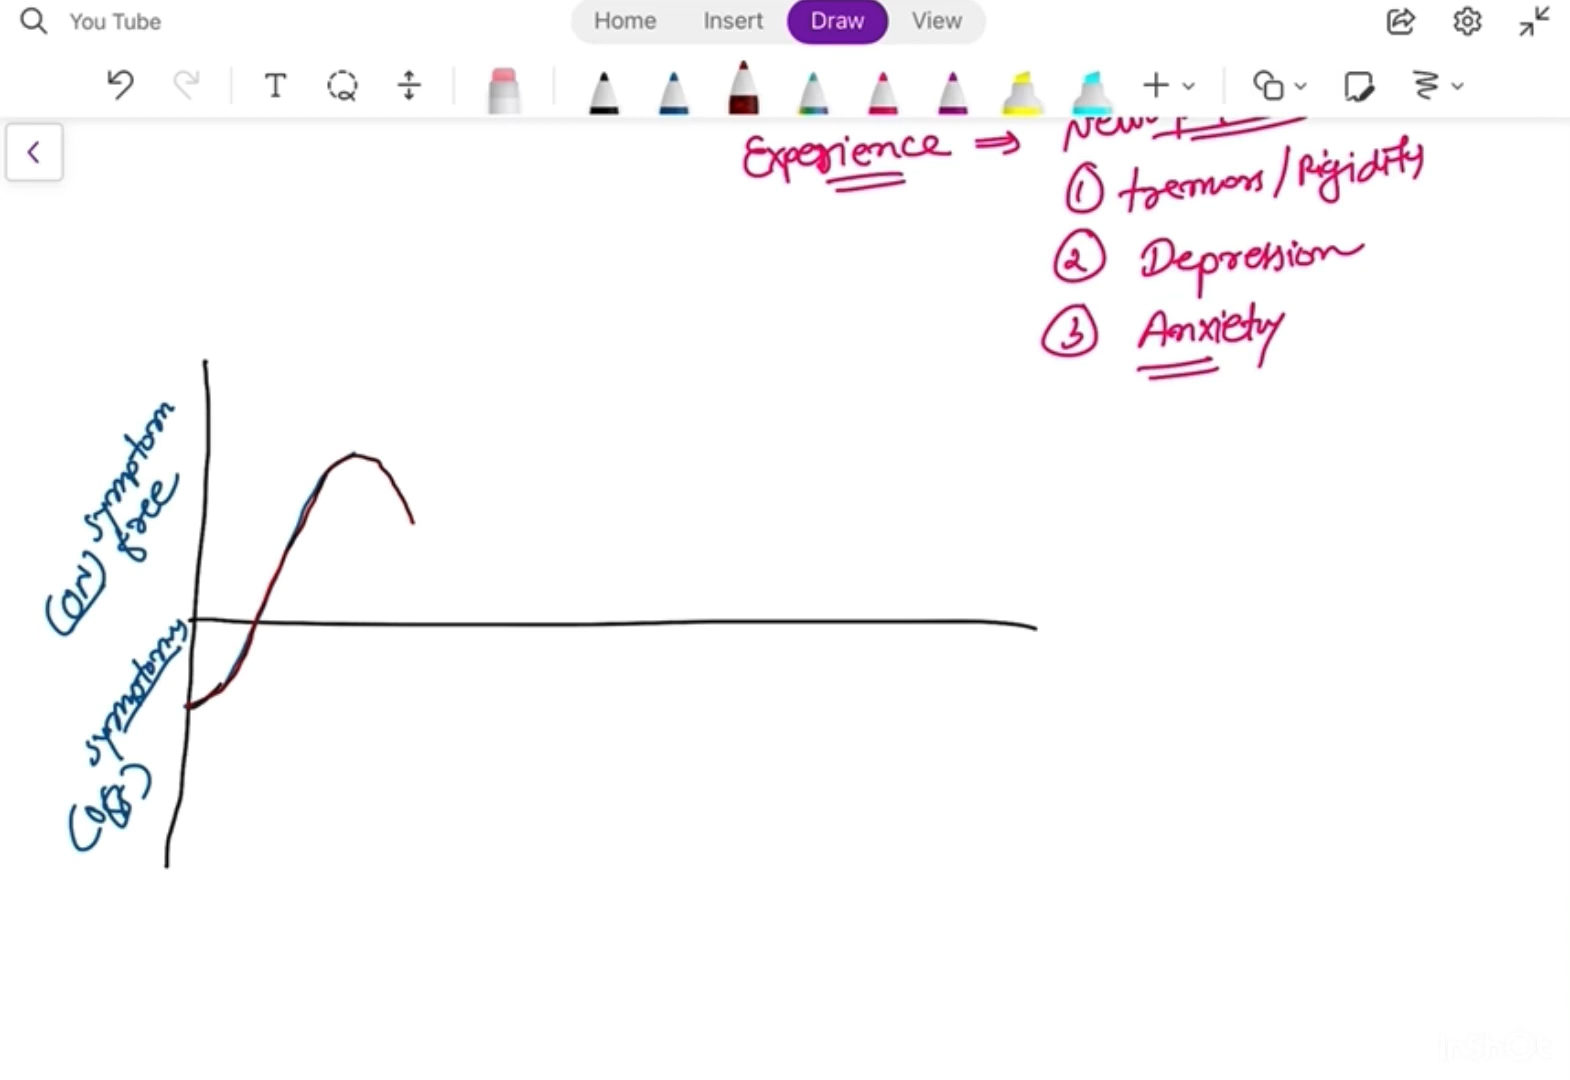 You Tube
Home Insert Draw View
T
Experience ⇒
① tremors / Rigidity
② Depression
③ Anxiety
(ON) symptom
free
symptoms
(off)